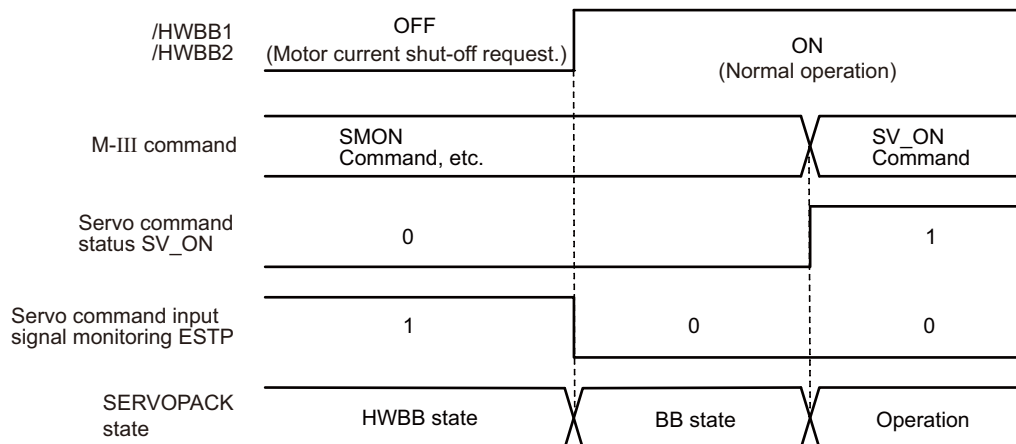 /HWBB1
/HWBB2
OFF
(Motor current shut-off request.)
ON
(Normal operation)
M-III command
SMON
Command, etc.
SV_ON
Command
Servo command
status SV_ON
0
1
Servo command input
signal monitoring ESTP
1
0
0
SERVOPACK
state
HWBB state
BB state
Operation